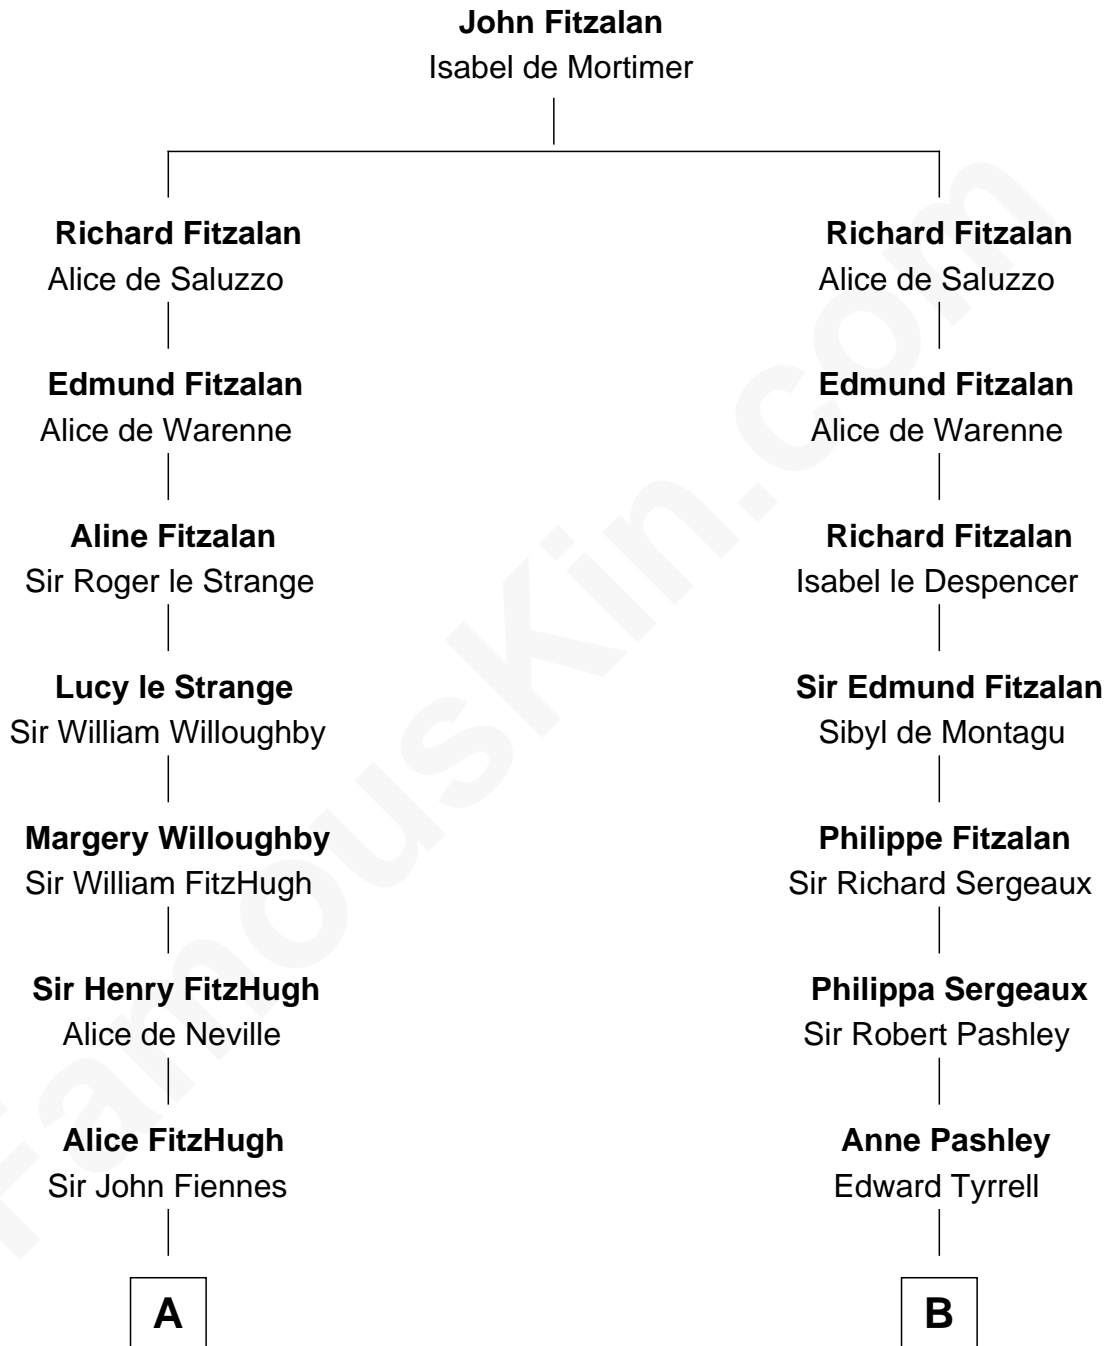 John Fitzalan
Isabel de Mortimer
Richard Fitzalan
Alice de Saluzzo
Richard Fitzalan
Alice de Saluzzo
Edmund Fitzalan
Alice de Warenne
Edmund Fitzalan
Alice de Warenne
Aline Fitzalan
Sir Roger le Strange
Richard Fitzalan
Isabel le Despencer
Lucy le Strange
Sir William Willoughby
Sir Edmund Fitzalan
Sibyl de Montagu
Margery Willoughby
Sir William FitzHugh
Philippe Fitzalan
Sir Richard Sergeaux
Sir Henry FitzHugh
Alice de Neville
Philippa Sergeaux
Sir Robert Pashley
Alice FitzHugh
Sir John Fiennes
Anne Pashley
Edward Tyrrell
A
B
FamousKin.com